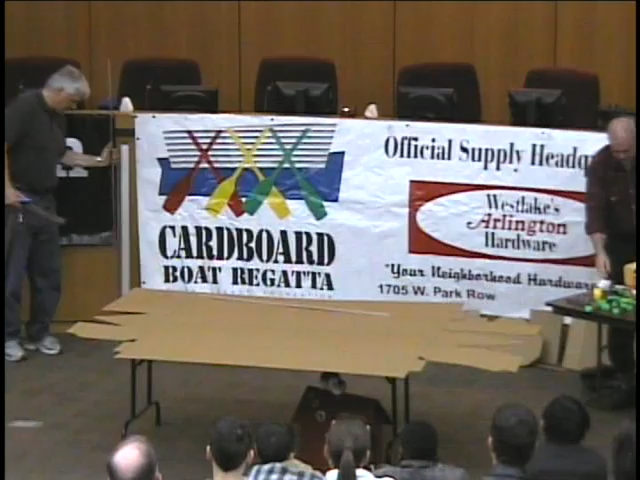 CARDBOARD
BOAT REGATTA
Official Supply Headq
Westlake's
Arlington
Hardware
"Your Neighborhood Hardware
1705 W. Park Row